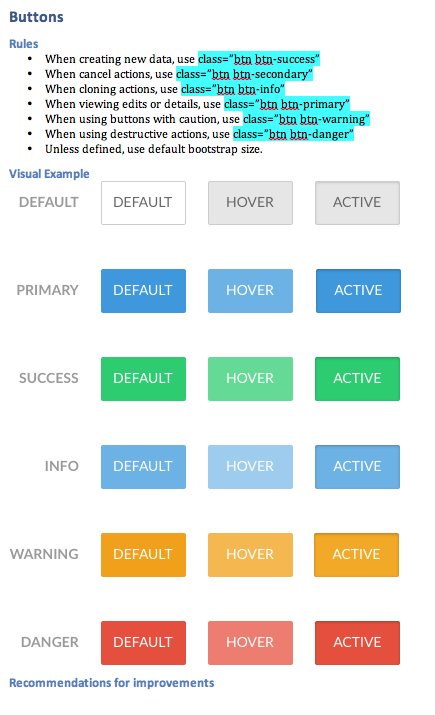 Buttons
Rules
• When creating new data, use class="btn btn-success"
• When cancel actions, use class="btn btn-secondary"
• When cloning actions, use class="btn btn-info"
• When viewing edits or details, use class="btn btn-primary"
• When using buttons with caution, use class="btn btn-warning"
• When using destructive actions, use class="btn btn-danger"
• Unless defined, use default bootstrap size.
Visual Example
DEFAULT DEFAULT HOVER ACTIVE
PRIMARY DEFAULT HOVER ACTIVE
SUCCESS DEFAULT HOVER ACTIVE
INFO DEFAULT HOVER ACTIVE
WARNING DEFAULT HOVER ACTIVE
DANGER DEFAULT HOVER ACTIVE
Recommendations for improvements